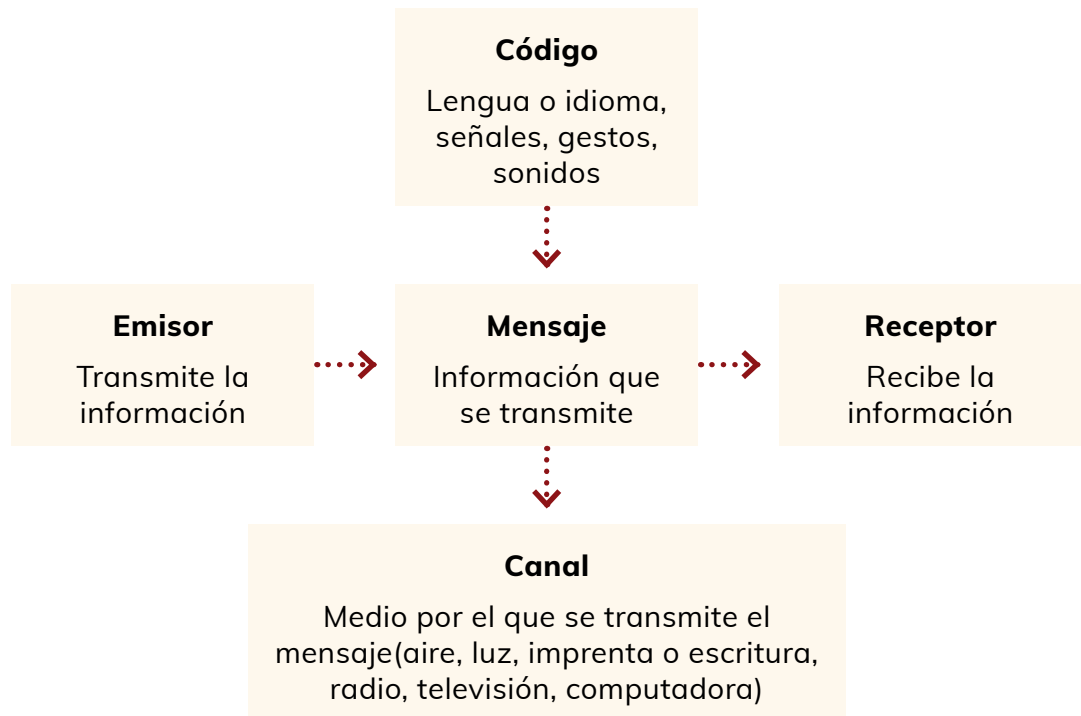 Código
Lengua o idioma,
señales, gestos,
sonidos
Emisor
Transmite la
información
Mensaje
Información que
se transmite
Receptor
Recibe la
información
Canal
Medio por el que se transmite el
mensaje(aire, luz, imprenta o escritura,
radio, televisión, computadora)